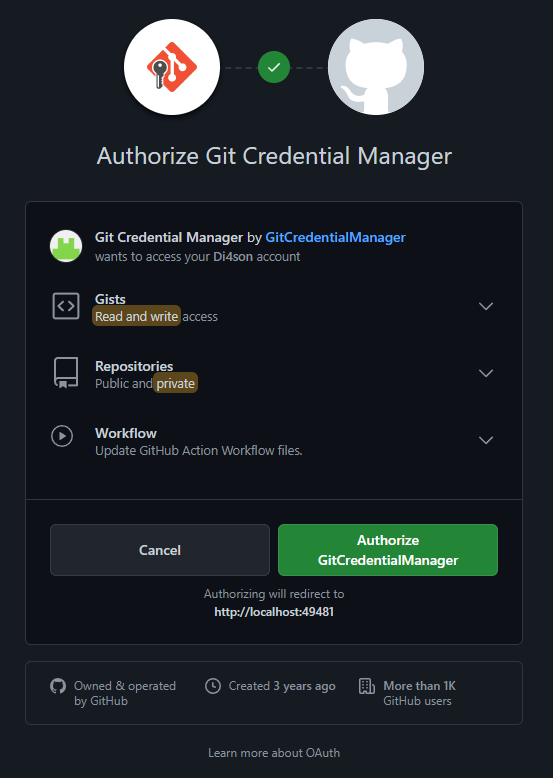 Authorize Git Credential Manager
Git Credential Manager by GitCredentialManager
wants to access your Di4son account
Gists
Read and write access
Repositories
Public and private
Workflow
Update GitHub Action Workflow files.
Cancel
Authorize
GitCredentialManager
Authorizing will redirect to
http://localhost:49481
Owned & operated
by GitHub
Created 3 years ago
More than 1K
GitHub users
Learn more about OAuth